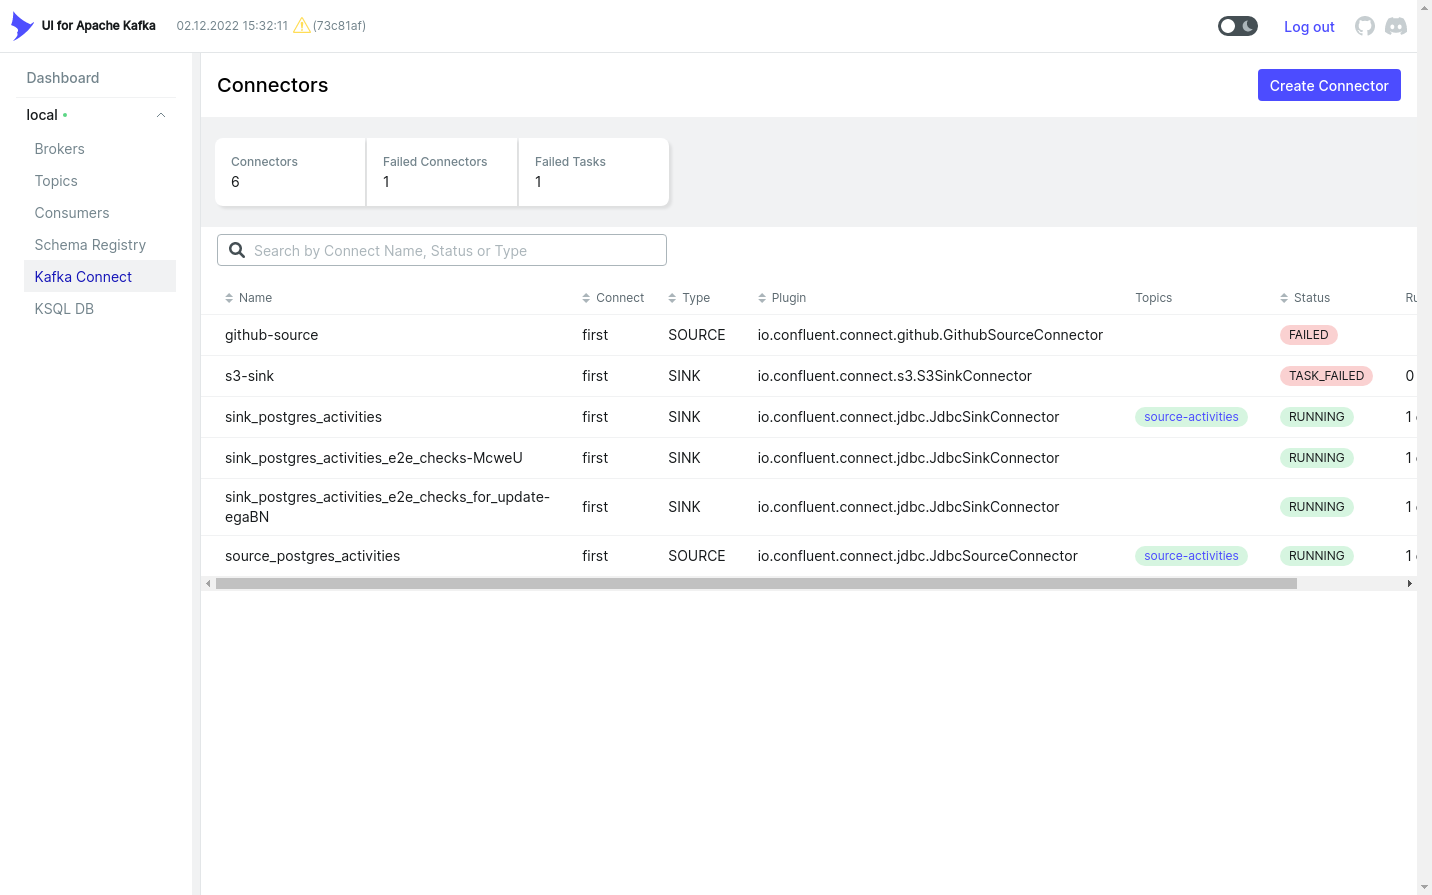 UI for Apache Kafka 02.12.2022 15:32:11 (73c81af) Log out
Dashboard
local
Brokers
Topics
Consumers
Schema Registry
Kafka Connect
KSQL DB
Connectors Create Connector
Connectors Failed Connectors Failed Tasks
6 1 1
Search by Connect Name, Status or Type
Name Connect Type Plugin Topics Status
github-source first SOURCE io.confluent.connect.github.GithubSourceConnector FAILED
s3-sink first SINK io.confluent.connect.s3.S3SinkConnector TASK_FAILED 0
sink_postgres_activities first SINK io.confluent.connect.jdbc.JdbcSinkConnector source-activities RUNNING 1
sink_postgres_activities_e2e_checks-McweU first SINK io.confluent.connect.jdbc.JdbcSinkConnector RUNNING 1
sink_postgres_activities_e2e_checks_for_update-
egaBN first SINK io.confluent.connect.jdbc.JdbcSinkConnector RUNNING 1
source_postgres_activities first SOURCE io.confluent.connect.jdbc.JdbcSourceConnector source-activities RUNNING 1